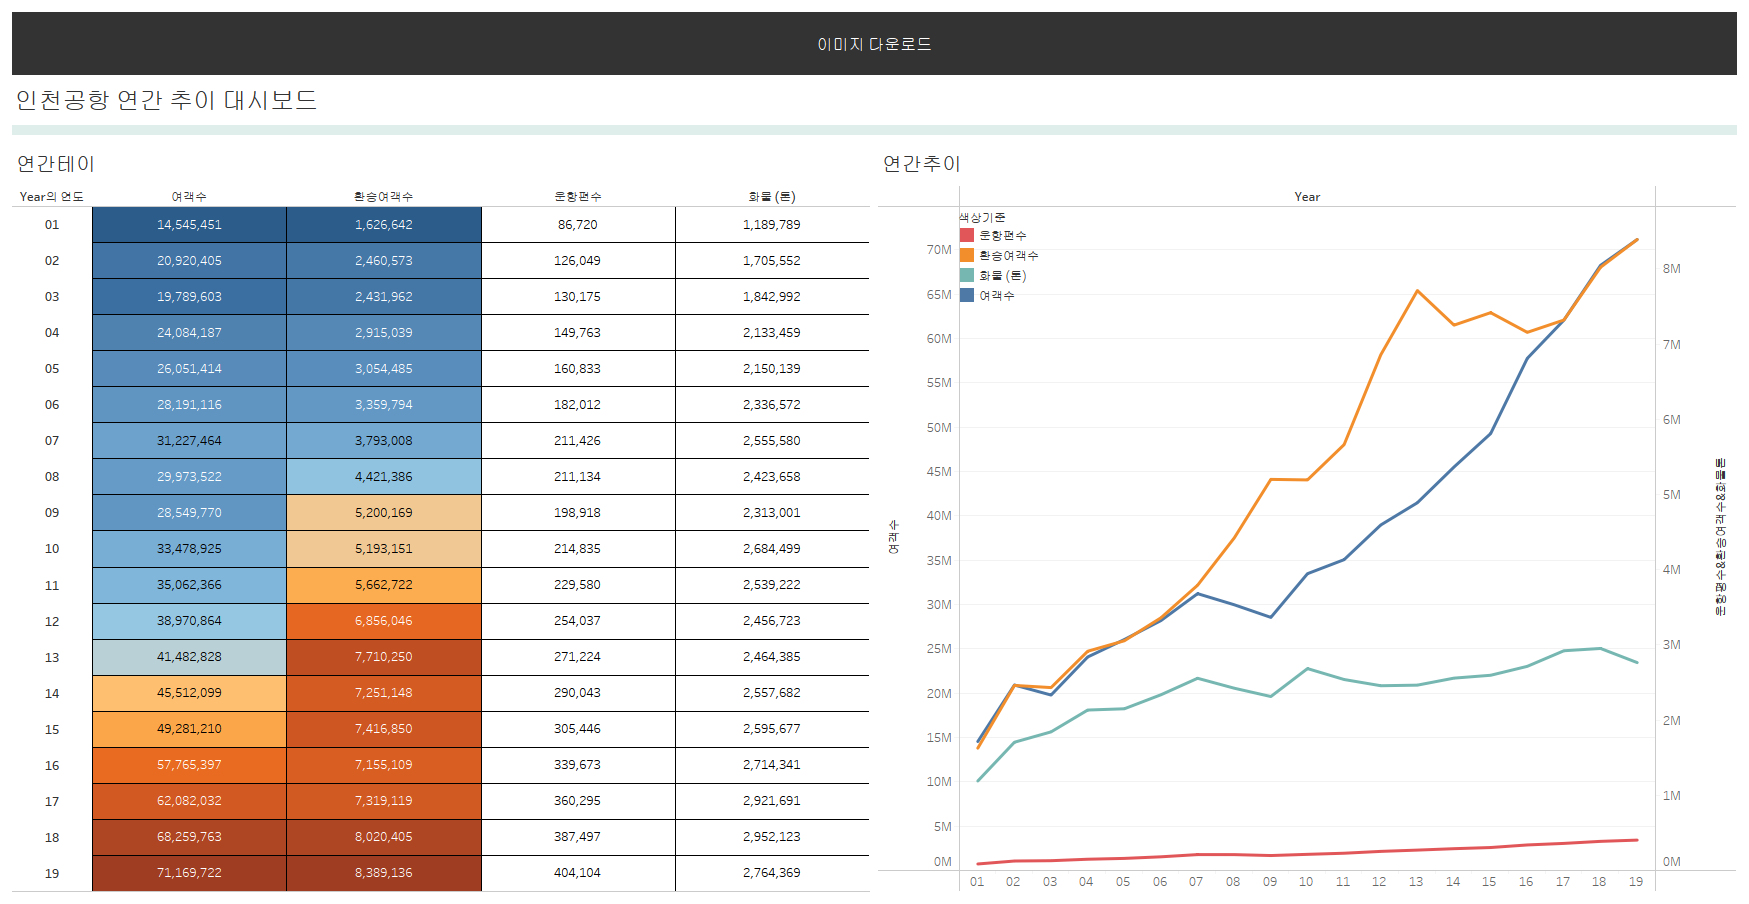 이미지 다운로드
인천공항 연간 추이 대시보드
연간테이
Year의 연도 여객수 환승여객수 운항편수 화물 (톤)
01 14,545,451 1,626,642 86,720 1,189,789
02 20,920,405 2,460,573 126,049 1,705,552
03 19,789,603 2,431,962 130,175 1,842,992
04 24,084,187 2,915,039 149,763 2,133,459
05 26,051,414 3,054,485 160,833 2,150,139
06 28,191,116 3,359,794 182,012 2,336,572
07 31,227,464 3,793,008 211,426 2,555,580
08 29,973,522 4,421,386 211,134 2,423,658
09 28,549,770 5,200,169 198,918 2,313,001
10 33,478,925 5,193,151 214,835 2,684,499
11 35,062,366 5,662,722 229,580 2,539,222
12 38,970,864 6,856,046 254,037 2,456,723
13 41,482,828 7,710,250 271,224 2,464,385
14 45,512,099 7,251,148 290,043 2,557,682
15 49,281,210 7,416,850 305,446 2,595,677
16 57,765,397 7,155,109 339,673 2,714,341
17 62,082,032 7,319,119 360,295 2,921,691
18 68,259,763 8,020,405 387,497 2,952,123
19 71,169,722 8,389,136 404,104 2,764,369
연간추이
Year
색상기준
운항편수
환승여객수
화물 (톤)
여객수
70M
65M
60M
55M
50M
45M
40M
35M
30M
25M
20M
15M
10M
5M
0M
여객수
8M
7M
6M
5M
4M
3M
2M
1M
0M
운항편수&환승여객수&화물톤
01 02 03 04 05 06 07 08 09 10 11 12 13 14 15 16 17 18 19